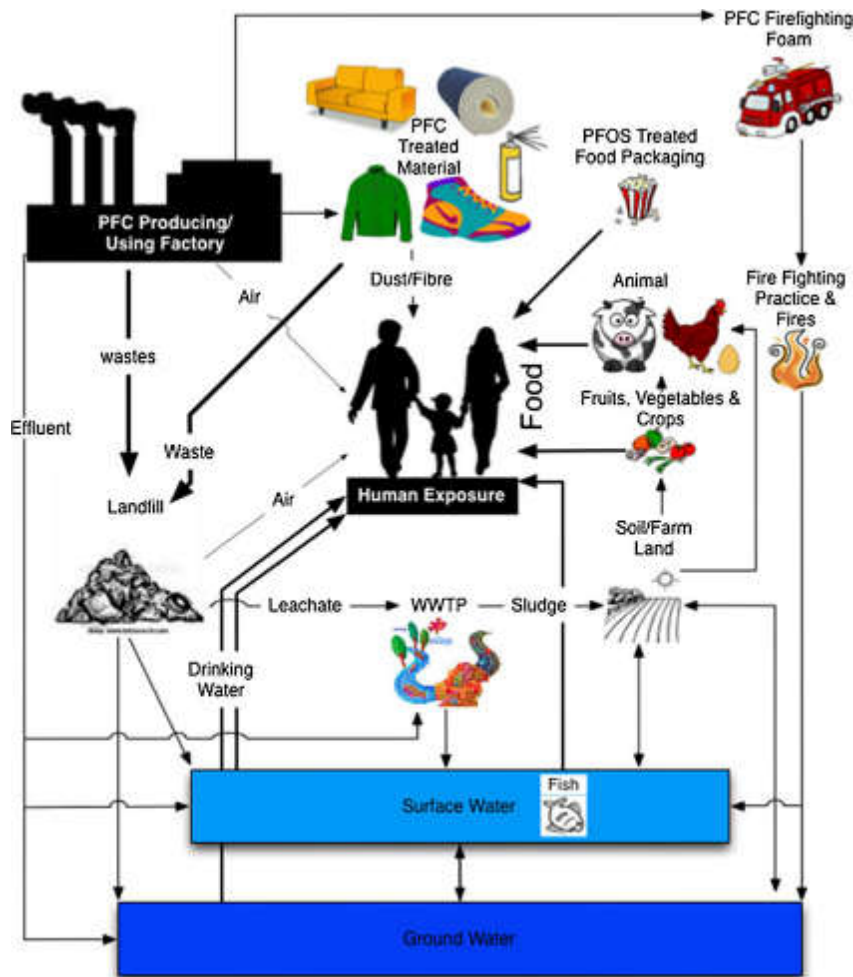 PFC Firefighting
Foam
PFC
Treated
Material
PFOS Treated
Food Packaging
PFC Producing/
Using Factory
Air
Dust/Fibre
Animal
Fire Fighting
Practice &
Fires
wastes
Food
Fruits, Vegetables &
Crops
Effluent
Waste
Landfill
Air
Human Exposure
Soil/Farm
Land
Leachate
WWTP
Sludge
Drinking
Water
Fish
Surface Water
Ground Water